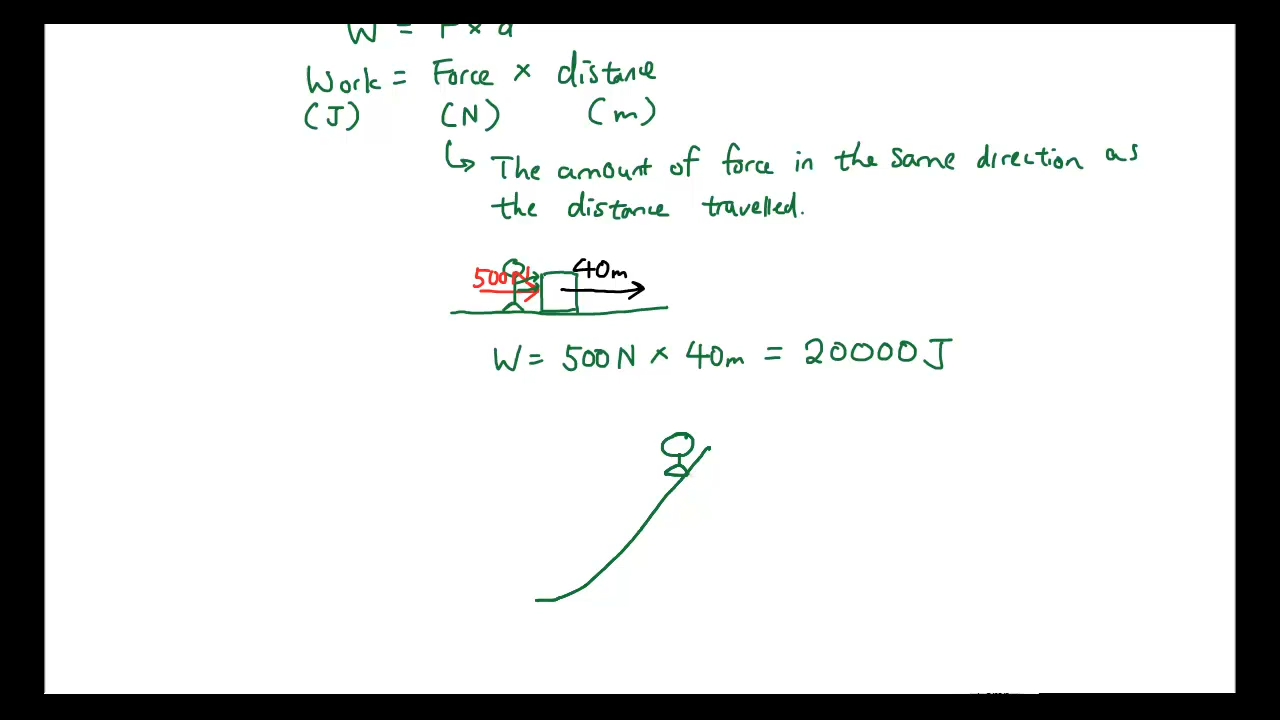 W = F × d
Work = Force × distance
(J) (N) (m)
↳ The amount of force in the same direction as
the distance travelled.
500N 40m
W = 500N × 40m = 20000 J